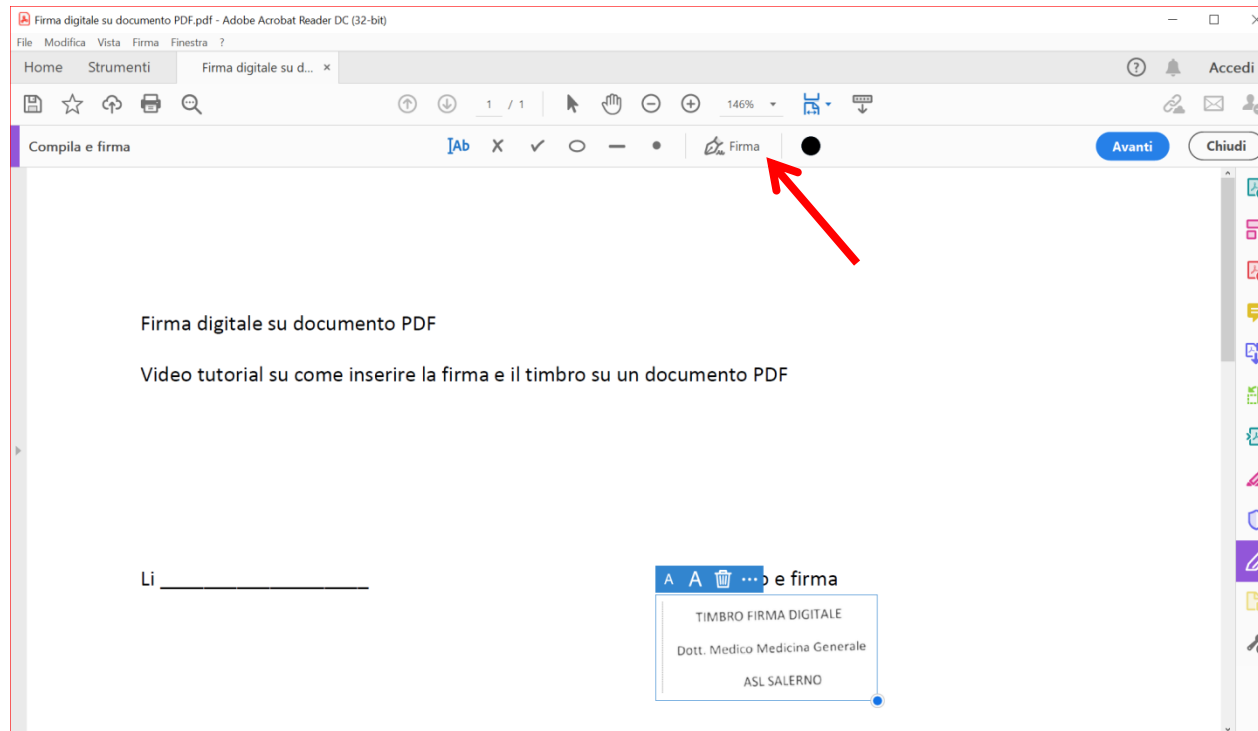 Firma digitale su documento PDF.pdf - Adobe Acrobat Reader DC (32-bit)
File Modifica Vista Firma Finestra ?
Home Strumenti Firma digitale su d... × Accedi
1 / 1 146%
Compila e firma Ab Firma Avanti Chiudi
Firma digitale su documento PDF
Video tutorial su come inserire la firma e il timbro su un documento PDF
Li ___________________ e firma
A A ...
TIMBRO FIRMA DIGITALE
Dott. Medico Medicina Generale
ASL SALERNO